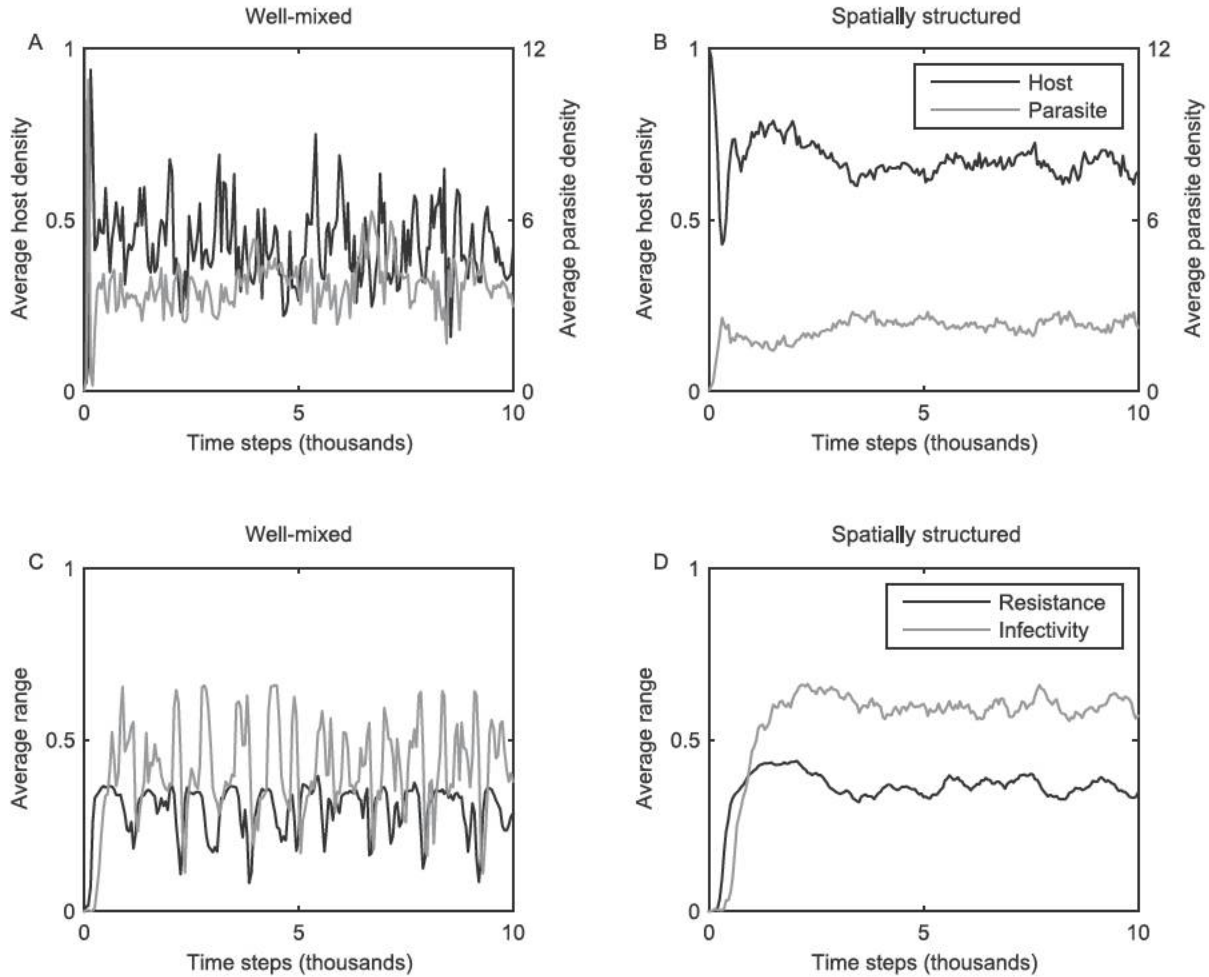 Well-mixed
Spatially structured
A
1
12
B
1
12
Host
Parasite
Average host density
0.5
6
Average parasite density
Average host density
0.5
6
Average parasite density
0
0
0
0
0
5
10
0
5
10
Time steps (thousands)
Time steps (thousands)
Well-mixed
Spatially structured
C
1
D
1
Resistance
Infectivity
Average range
0.5
Average range
0.5
0
0
0
5
10
0
5
10
Time steps (thousands)
Time steps (thousands)